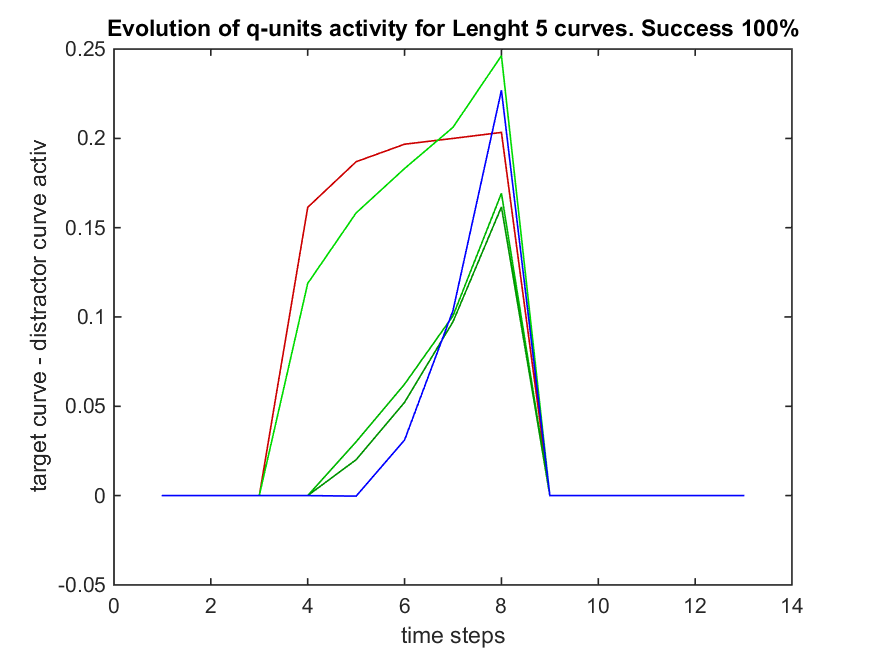 Evolution of q-units activity for Lenght 5 curves. Success 100%
0.25
0.2
0.15
0.1
0.05
0
-0.05
target curve - distractor curve activ
0 2 4 6 8 10 12 14
time steps